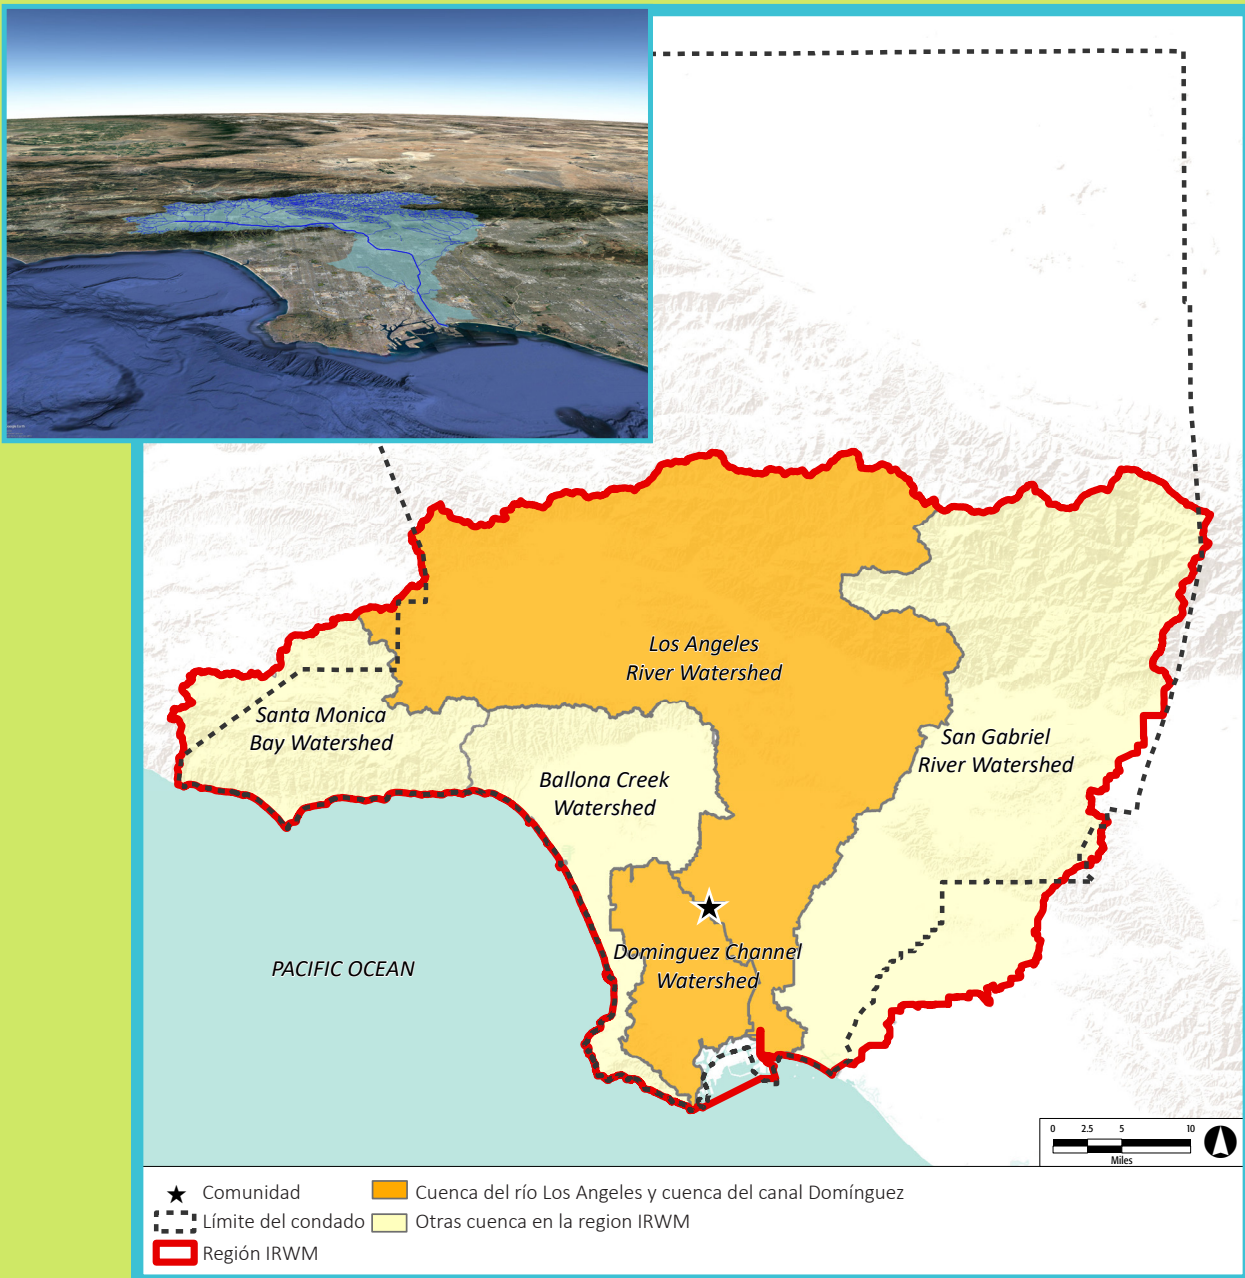 Los Angeles
River Watershed
Santa Monica
Bay Watershed
San Gabriel
River Watershed
Ballona Creek
Watershed
Dominguez Channel
Watershed
PACIFIC OCEAN
0 2.5 5 10
Miles
Comunidad
Cuenca del río Los Angeles y cuenca del canal Domínguez
Límite del condado
Otras cuenca en la region IRWM
Región IRWM